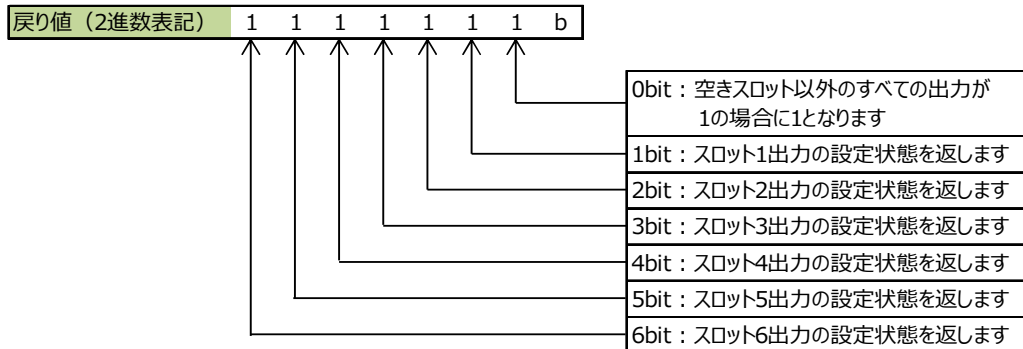 戻り値（2進数表記） 1 1 1 1 1 1 1 b
0bit：空きスロット以外のすべての出力が
1の場合に1となります
1bit：スロット1出力の設定状態を返します
2bit：スロット2出力の設定状態を返します
3bit：スロット3出力の設定状態を返します
4bit：スロット4出力の設定状態を返します
5bit：スロット5出力の設定状態を返します
6bit：スロット6出力の設定状態を返します